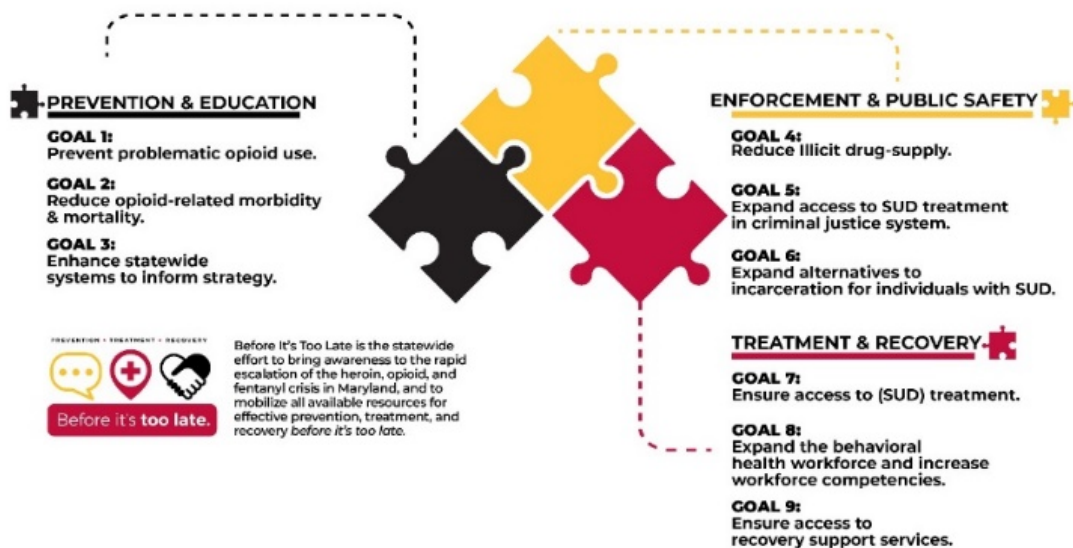 PREVENTION & EDUCATION
GOAL 1:
Prevent problematic opioid use.
GOAL 2:
Reduce opioid-related morbidity
& mortality.
GOAL 3:
Enhance statewide
systems to inform strategy.
ENFORCEMENT & PUBLIC SAFETY
GOAL 4:
Reduce Illicit drug-supply.
GOAL 5:
Expand access to SUD treatment
in criminal justice system.
GOAL 6:
Expand alternatives to
incarceration for individuals with SUD.
PREVENTION • TREATMENT • RECOVERY
Before it's too late.
Before It's Too Late is the statewide
effort to bring awareness to the rapid
escalation of the heroin, opioid, and
fentanyl crisis in Maryland, and to
mobilize all available resources for
effective prevention, treatment, and
recovery before it's too late.
TREATMENT & RECOVERY
GOAL 7:
Ensure access to (SUD) treatment.
GOAL 8:
Expand the behavioral
health workforce and increase
workforce competencies.
GOAL 9:
Ensure access to
recovery support services.